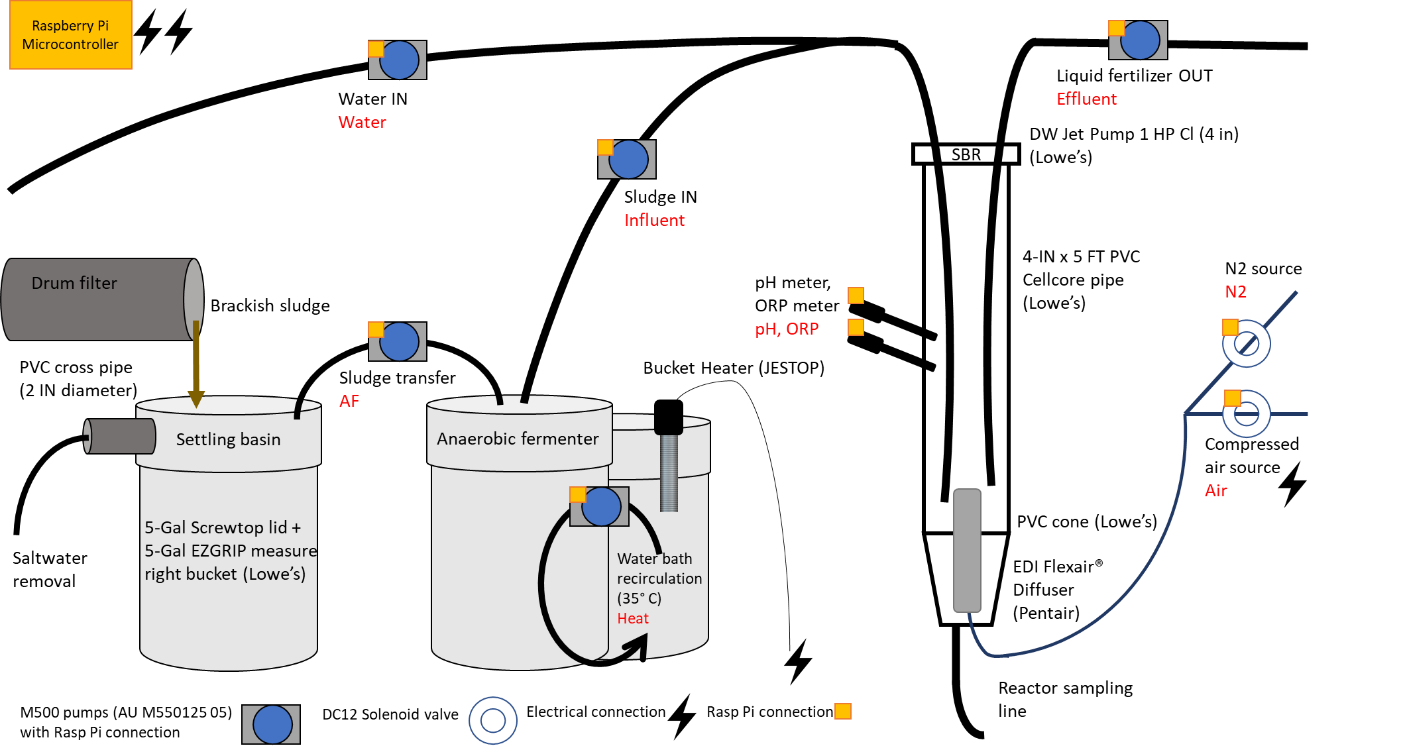 Raspberry Pi
Microcontroller
Water IN
Water
Sludge IN
Influent
Liquid fertilizer OUT
Effluent
DW Jet Pump 1 HP Cl (4 in)
(Lowe's)
SBR
4-IN x 5 FT PVC
Cellcore pipe
(Lowe's)
N2 source
N2
pH meter,
ORP meter
pH, ORP
Drum filter
Brackish sludge
PVC cross pipe
(2 IN diameter)
Sludge transfer
AF
Bucket Heater (JESTOP)
Settling basin
Anaerobic fermenter
Compressed
air source
Air
5-Gal Screwtop lid +
5-Gal EZGRIP measure
right bucket (Lowe's)
Saltwater
removal
Water bath
recirculation
(35° C)
Heat
PVC cone (Lowe's)
EDI Flexair®
Diffuser
(Pentair)
Reactor sampling
line
M500 pumps (AU M550125 05)
with Rasp Pi connection
DC12 Solenoid valve
Electrical connection
Rasp Pi connection